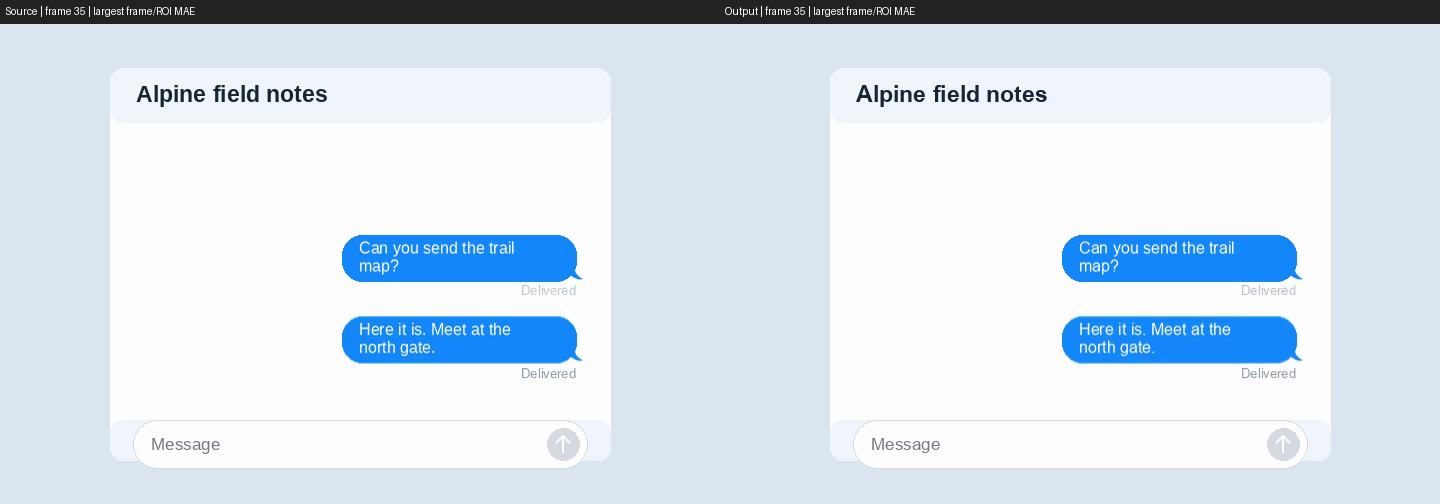 Source | frame 35 | largest frame/ROI MAE
Output | frame 35 | largest frame/ROI MAE
Alpine field notes
Can you send the trail
map?
Delivered
Here it is. Meet at the
north gate.
Delivered
Message
Alpine field notes
Can you send the trail
map?
Delivered
Here it is. Meet at the
north gate.
Delivered
Message